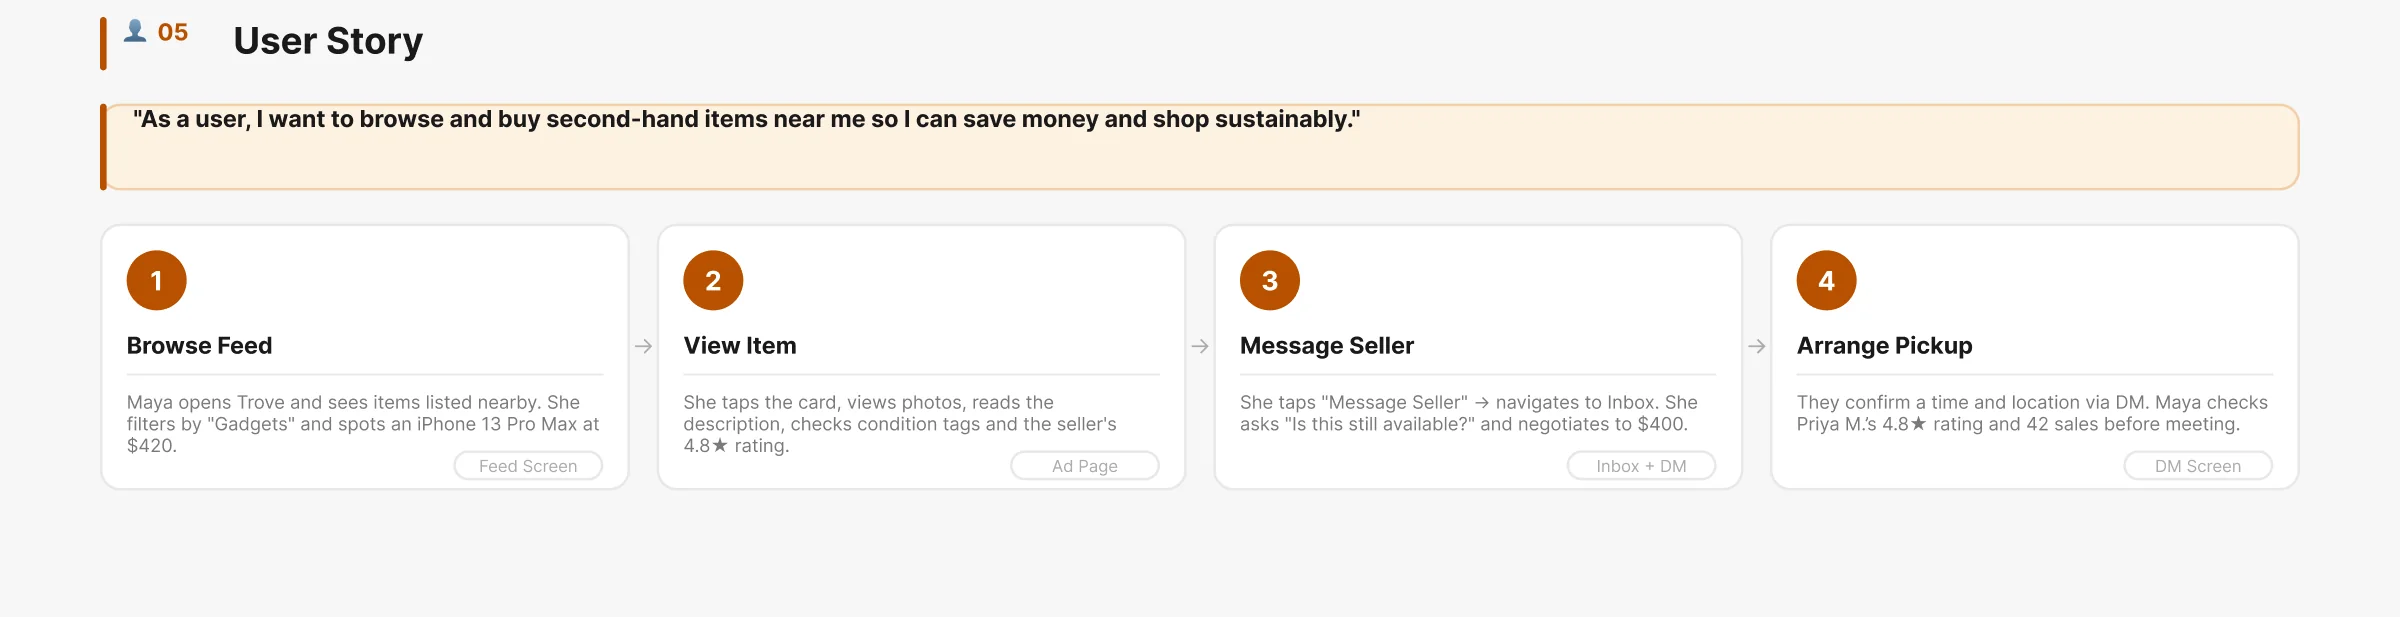 05
User Story
"As a user, I want to browse and buy second-hand items near me so I can save money and shop sustainably."
1
Browse Feed
Maya opens Trove and sees items listed nearby. She
filters by "Gadgets" and spots an iPhone 13 Pro Max at
$420.
Feed Screen
→
2
View Item
She taps the card, views photos, reads the
description, checks condition tags and the seller's
4.8★ rating.
Ad Page
→
3
Message Seller
She taps "Message Seller" → navigates to Inbox. She
asks "Is this still available?" and negotiates to $400.
Inbox + DM
→
4
Arrange Pickup
They confirm a time and location via DM. Maya checks
Priya M.'s 4.8★ rating and 42 sales before meeting.
DM Screen